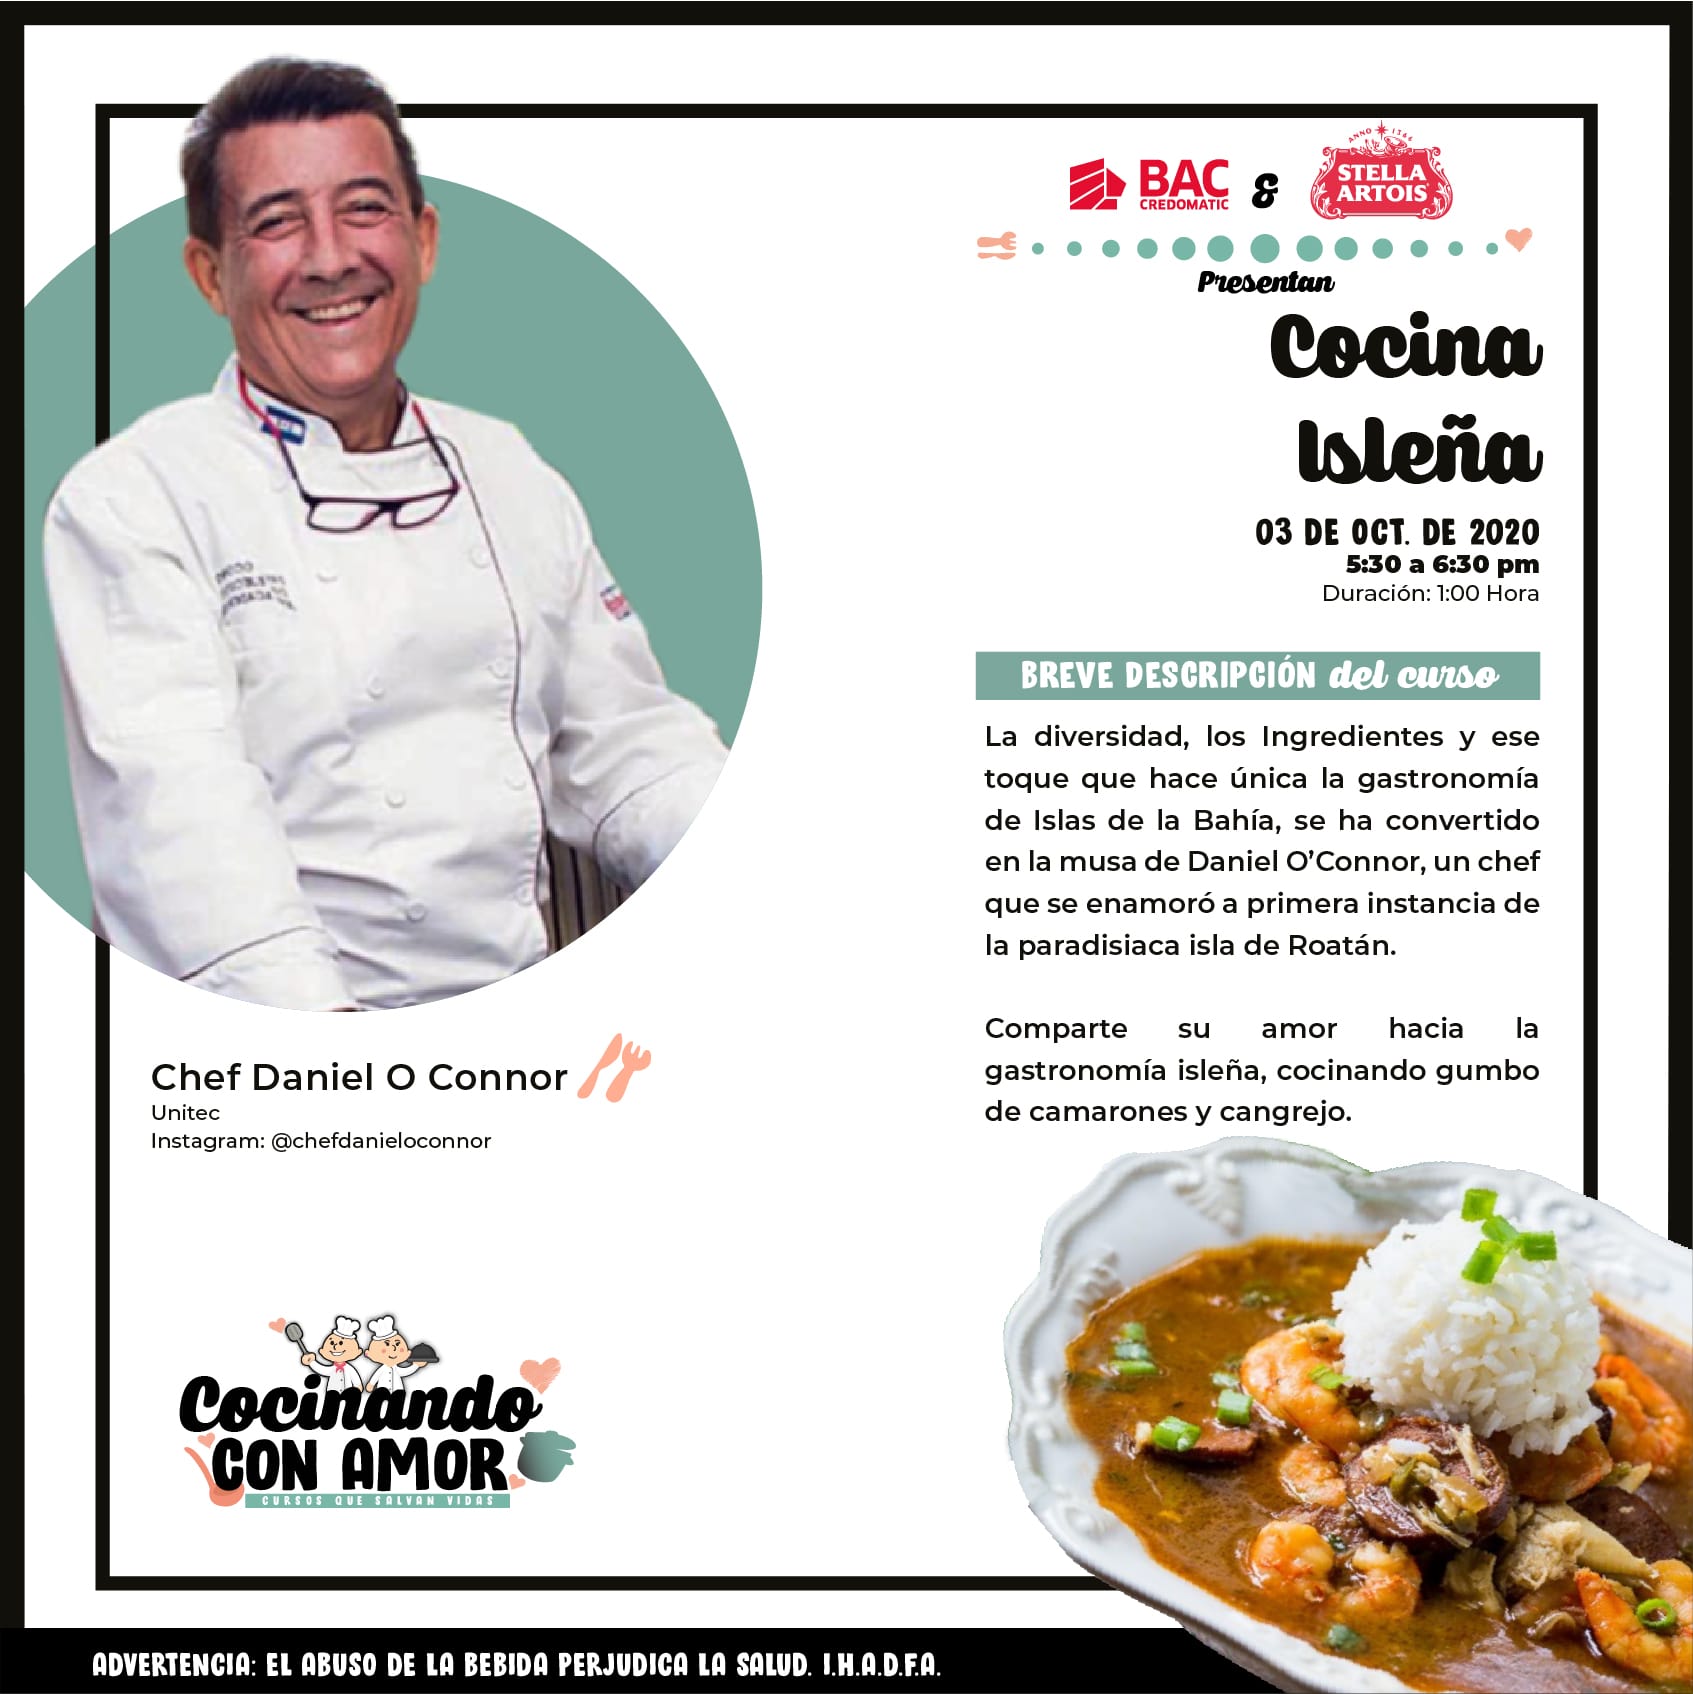 ANNO 1366
BAC
CREDOMATIC
&
STELLA
ARTOIS
Presentan
Cocina
Isleña
03 DE OCT. DE 2020
5:30 a 6:30 pm
Duración: 1:00 Hora
BREVE DESCRIPCIÓN del curso
La diversidad, los Ingredientes y ese
toque que hace única la gastronomía
de Islas de la Bahía, se ha convertido
en la musa de Daniel O’Connor, un chef
que se enamoró a primera instancia de
la paradisiaca isla de Roatán.
Comparte su amor hacia la
gastronomía isleña, cocinando gumbo
de camarones y cangrejo.
Chef Daniel O Connor
Unitec
Instagram: @chefdanieloconnor
Cocinando
CON AMOR
CURSOS QUE SALVAN VIDAS
ADVERTENCIA: EL ABUSO DE LA BEBIDA PERJUDICA LA SALUD. I.H.A.D.F.A.